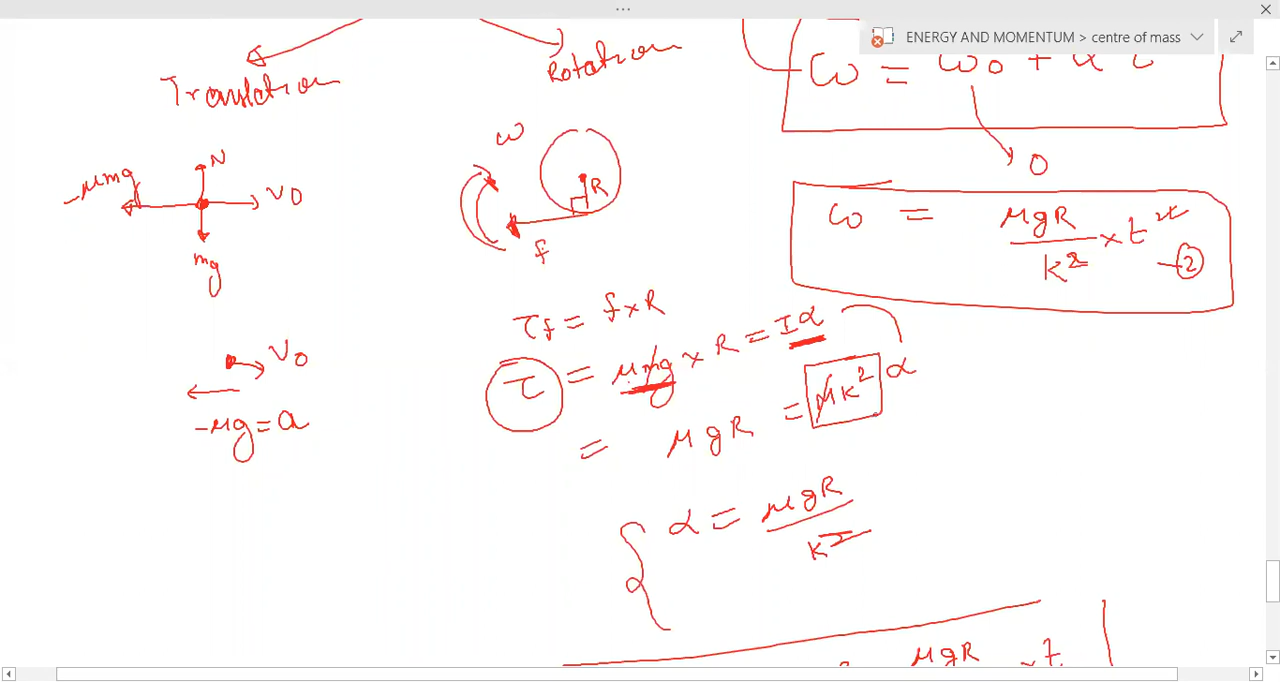 ENERGY AND MOMENTUM > centre of mass
Translation
Rotation
ω = ω0 + α t
0
-μmg
N
V0
mg
ω
R
f
ω = μgR / k² × t -②
τf = f × R
τ = μmg × R = Iα
V0
-μg = a
= μgR = Mk² α
α = μgR / k²
μgR × t